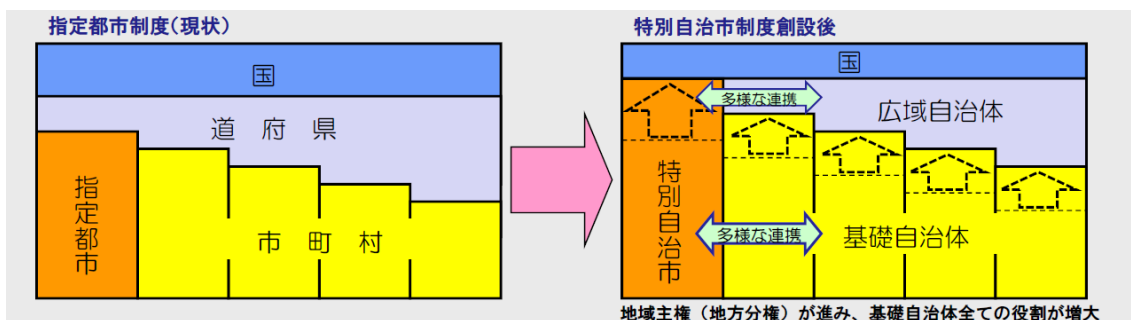 指定都市制度(現状)
国
道府県
指定都市
市町村
特別自治市制度創設後
国
多様な連携
広域自治体
特別自治市
多様な連携
基礎自治体
地域主権（地方分権）が進み、基礎自治体全ての役割が増大